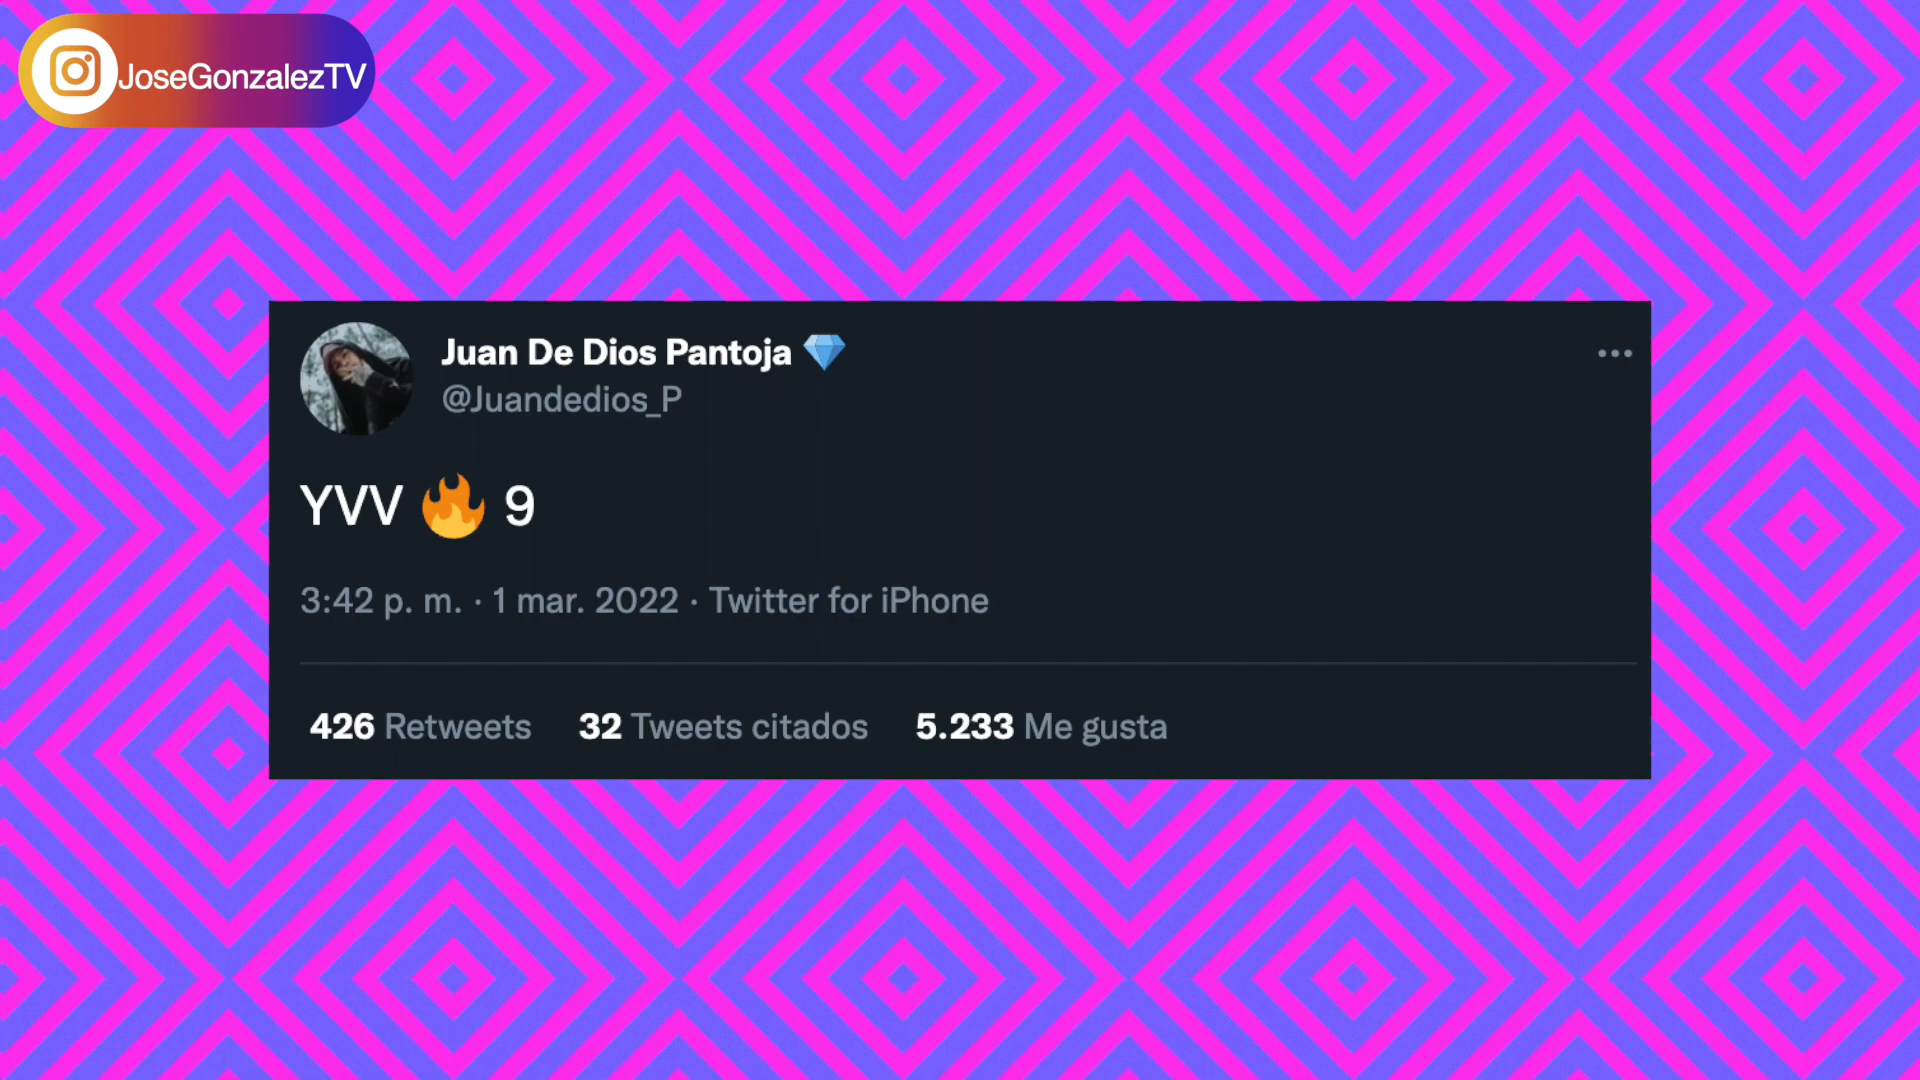 JoseGonzalezTV
Juan De Dios Pantoja 💎
@Juandedios_P
YVV 🔥 9
3:42 p. m. · 1 mar. 2022 · Twitter for iPhone
426 Retweets 32 Tweets citados 5.233 Me gusta